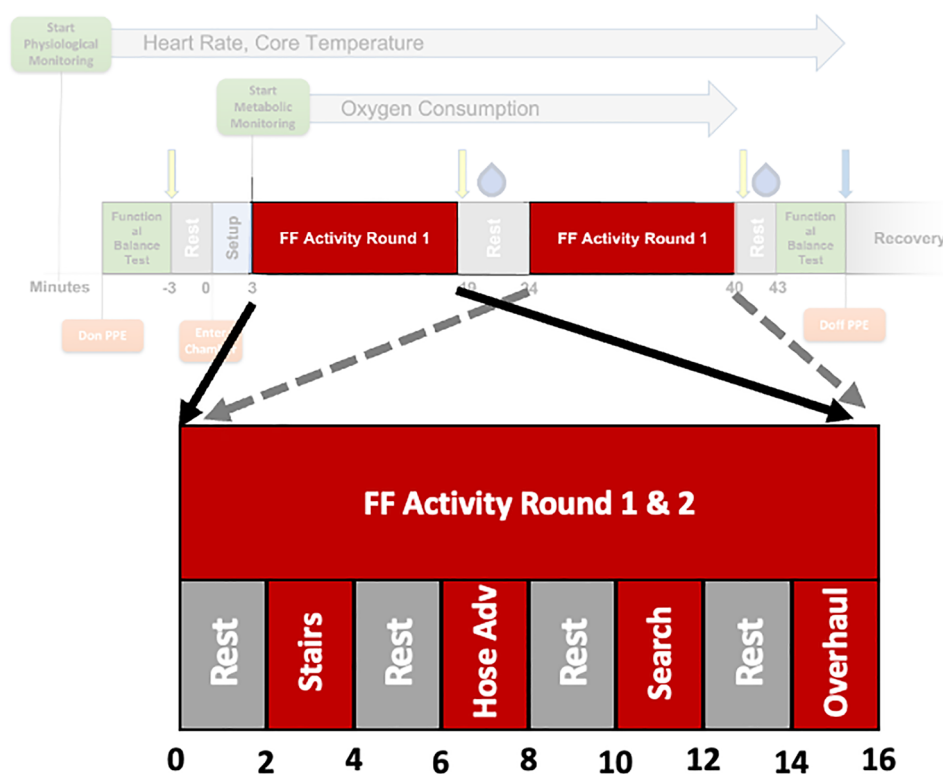 Start
Physiological
Monitoring
Heart Rate, Core Temperature
Start
Metabolic
Monitoring
Oxygen Consumption
Function
al
Balance
Test
Rest
Setup
FF Activity Round 1
Rest
FF Activity Round 1
Rest
Function
al
Balance
Test
Recovery
Minutes
-3 0 3 19 24 40 43
Don PPE
Enter
Chamber
Doff PPE
FF Activity Round 1 & 2
Rest
Stairs
Rest
Hose Adv
Rest
Search
Rest
Overhaul
0 2 4 6 8 10 12 14 16